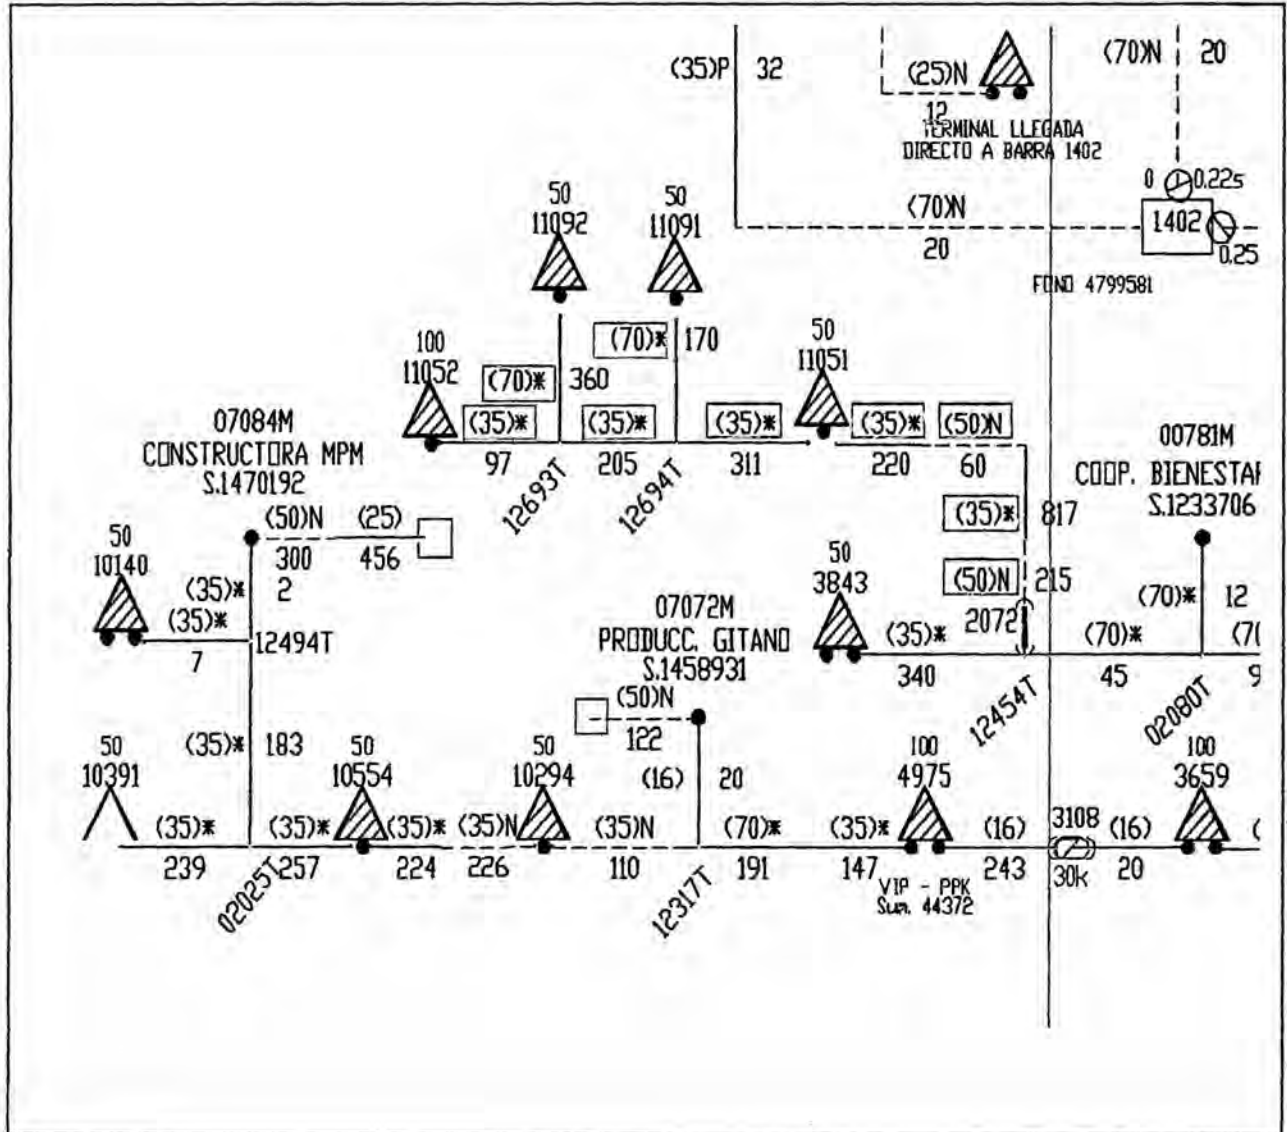 (35)P 32
(25)N
12
(70)N 20
TERMINAL LLEGADA
DIRECTO A BARRA 1402
0 0.22s
(70)N
20
1402
0.25
FOND 4799581
50
11092
50
11091
(70)* 170
50
11051
100
11052
(70)* 360
(35)*
(35)*
(35)*
(35)*
(50)N
97
205
311
220
60
12693T
12694T
07084M
CONSTRUCTORA MPM
S.1470192
00781M
COOP. BIENESTAR
S.1233706
(35)* 817
(50)N (25)
300 456
50
10140
(35)* 2
(35)*
7
12494T
50
3843
(50)N 215
2072
(35)*
340
(70)* 12
(70)*
45
(70
9
12454T
02080T
07072M
PRODUCC. GITANO
S.1458931
(50)N
122
(16) 20
50
10391
(35)* 183
50
10554
50
10294
100
4975
100
3659
(35)*
(35)*
(35)*
(35)N
(35)N
(70)*
(35)*
(16)
3108
(16)
(
239
257
224
226
110
191
147
243
30K
20
02025T
12317T
VIP - PPK
Sum. 44372